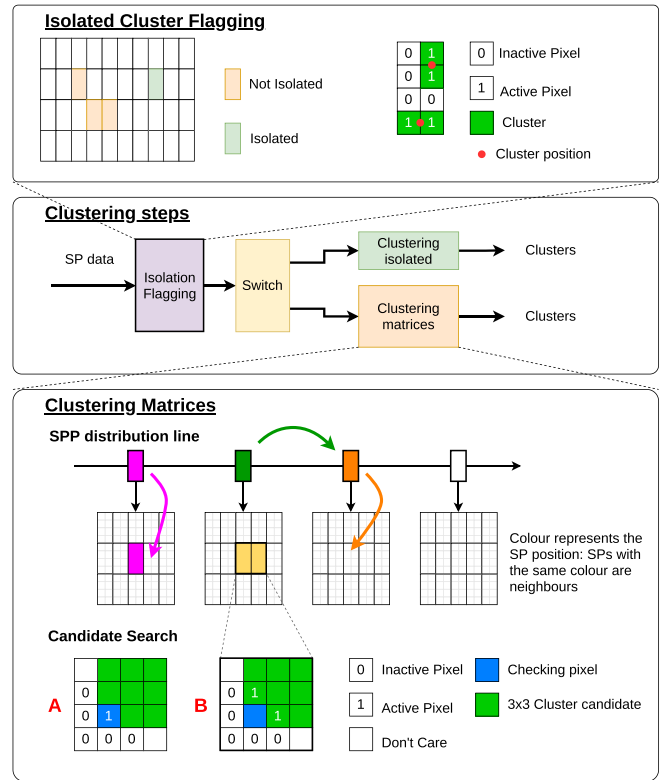 Isolated Cluster Flagging
Not Isolated
Isolated
0 1
0 1
0 0
1 1
0 Inactive Pixel
1 Active Pixel
Cluster
Cluster position
Clustering steps
SP data
Isolation
Flagging
Switch
Clustering
isolated
Clusters
Clustering
matrices
Clusters
Clustering Matrices
SPP distribution line
Colour represents the
SP position: SPs with
the same colour are
neighbours
Candidate Search
A
0
0 1
0 0 0
B
0 1
0 1
0 0 0
0 Inactive Pixel
1 Active Pixel
Don't Care
Checking pixel
3x3 Cluster candidate